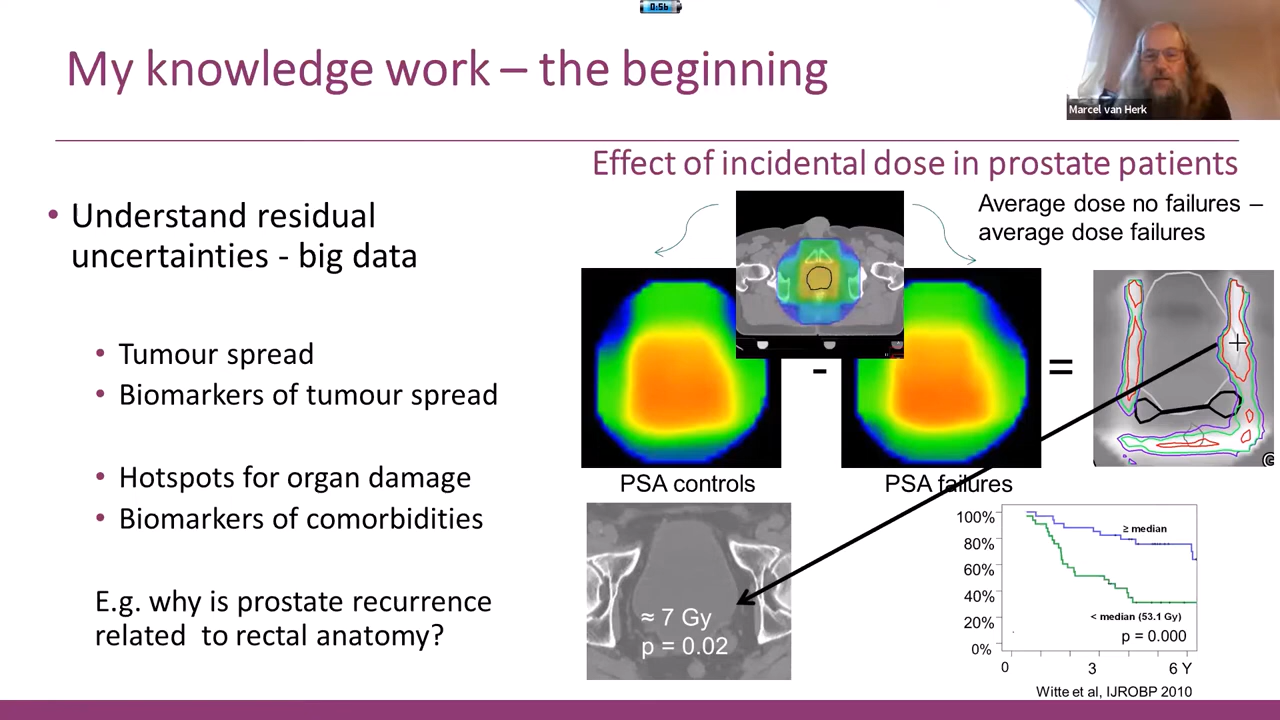 0:56
My knowledge work – the beginning
Marcel van Herk
Effect of incidental dose in prostate patients
• Understand residual
uncertainties - big data
• Tumour spread
• Biomarkers of tumour spread
• Hotspots for organ damage
• Biomarkers of comorbidities
E.g. why is prostate recurrence
related to rectal anatomy?
Average dose no failures –
average dose failures
-
=
PSA controls
PSA failures
©
≈ 7 Gy
p = 0.02
100%
80%
60%
40%
20%
0%
≥ median
< median (53.1 Gy)
p = 0.000
0 3 6 Y
Witte et al, IJROBP 2010